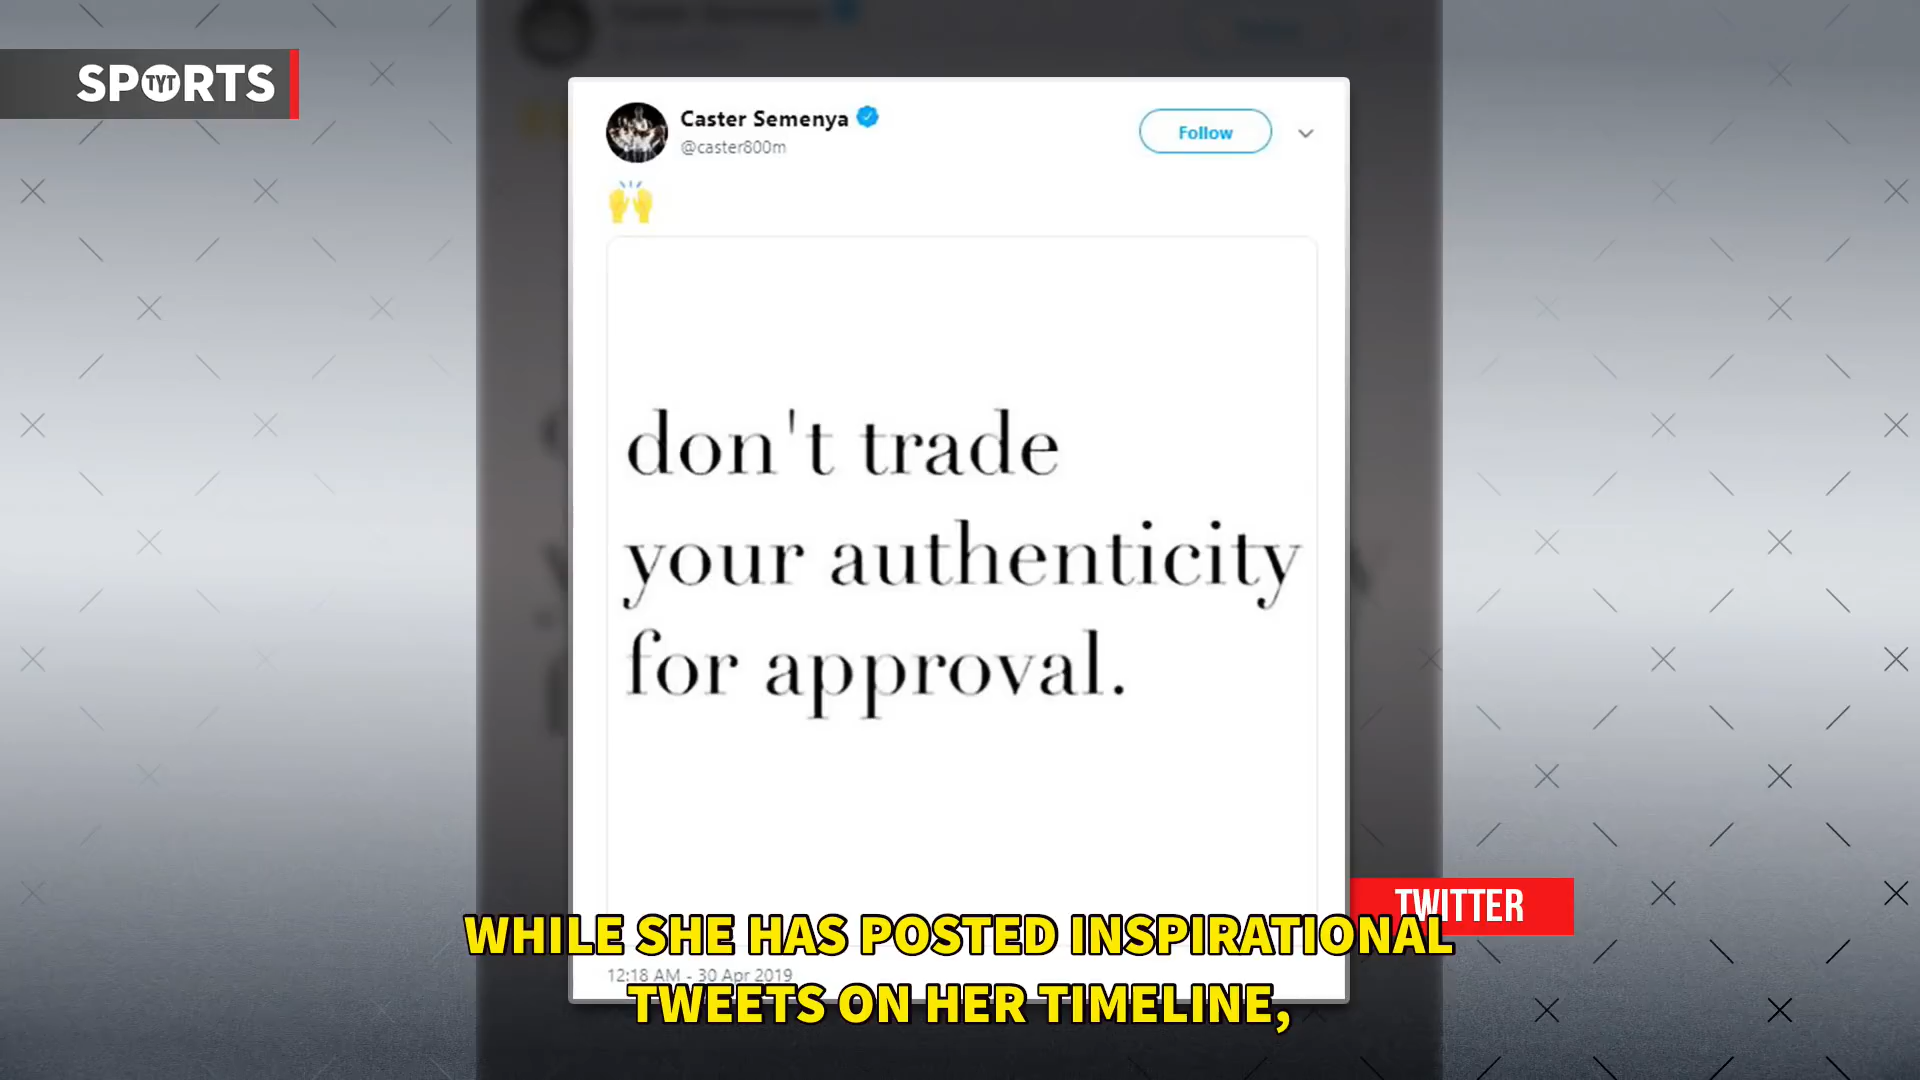 SPORTS
TYT
Caster Semenya
@caster800m
Follow
don't trade
your authenticity
for approval.
TWITTER
12:18 AM - 30 Apr 2019
WHILE SHE HAS POSTED INSPIRATIONAL
TWEETS ON HER TIMELINE,